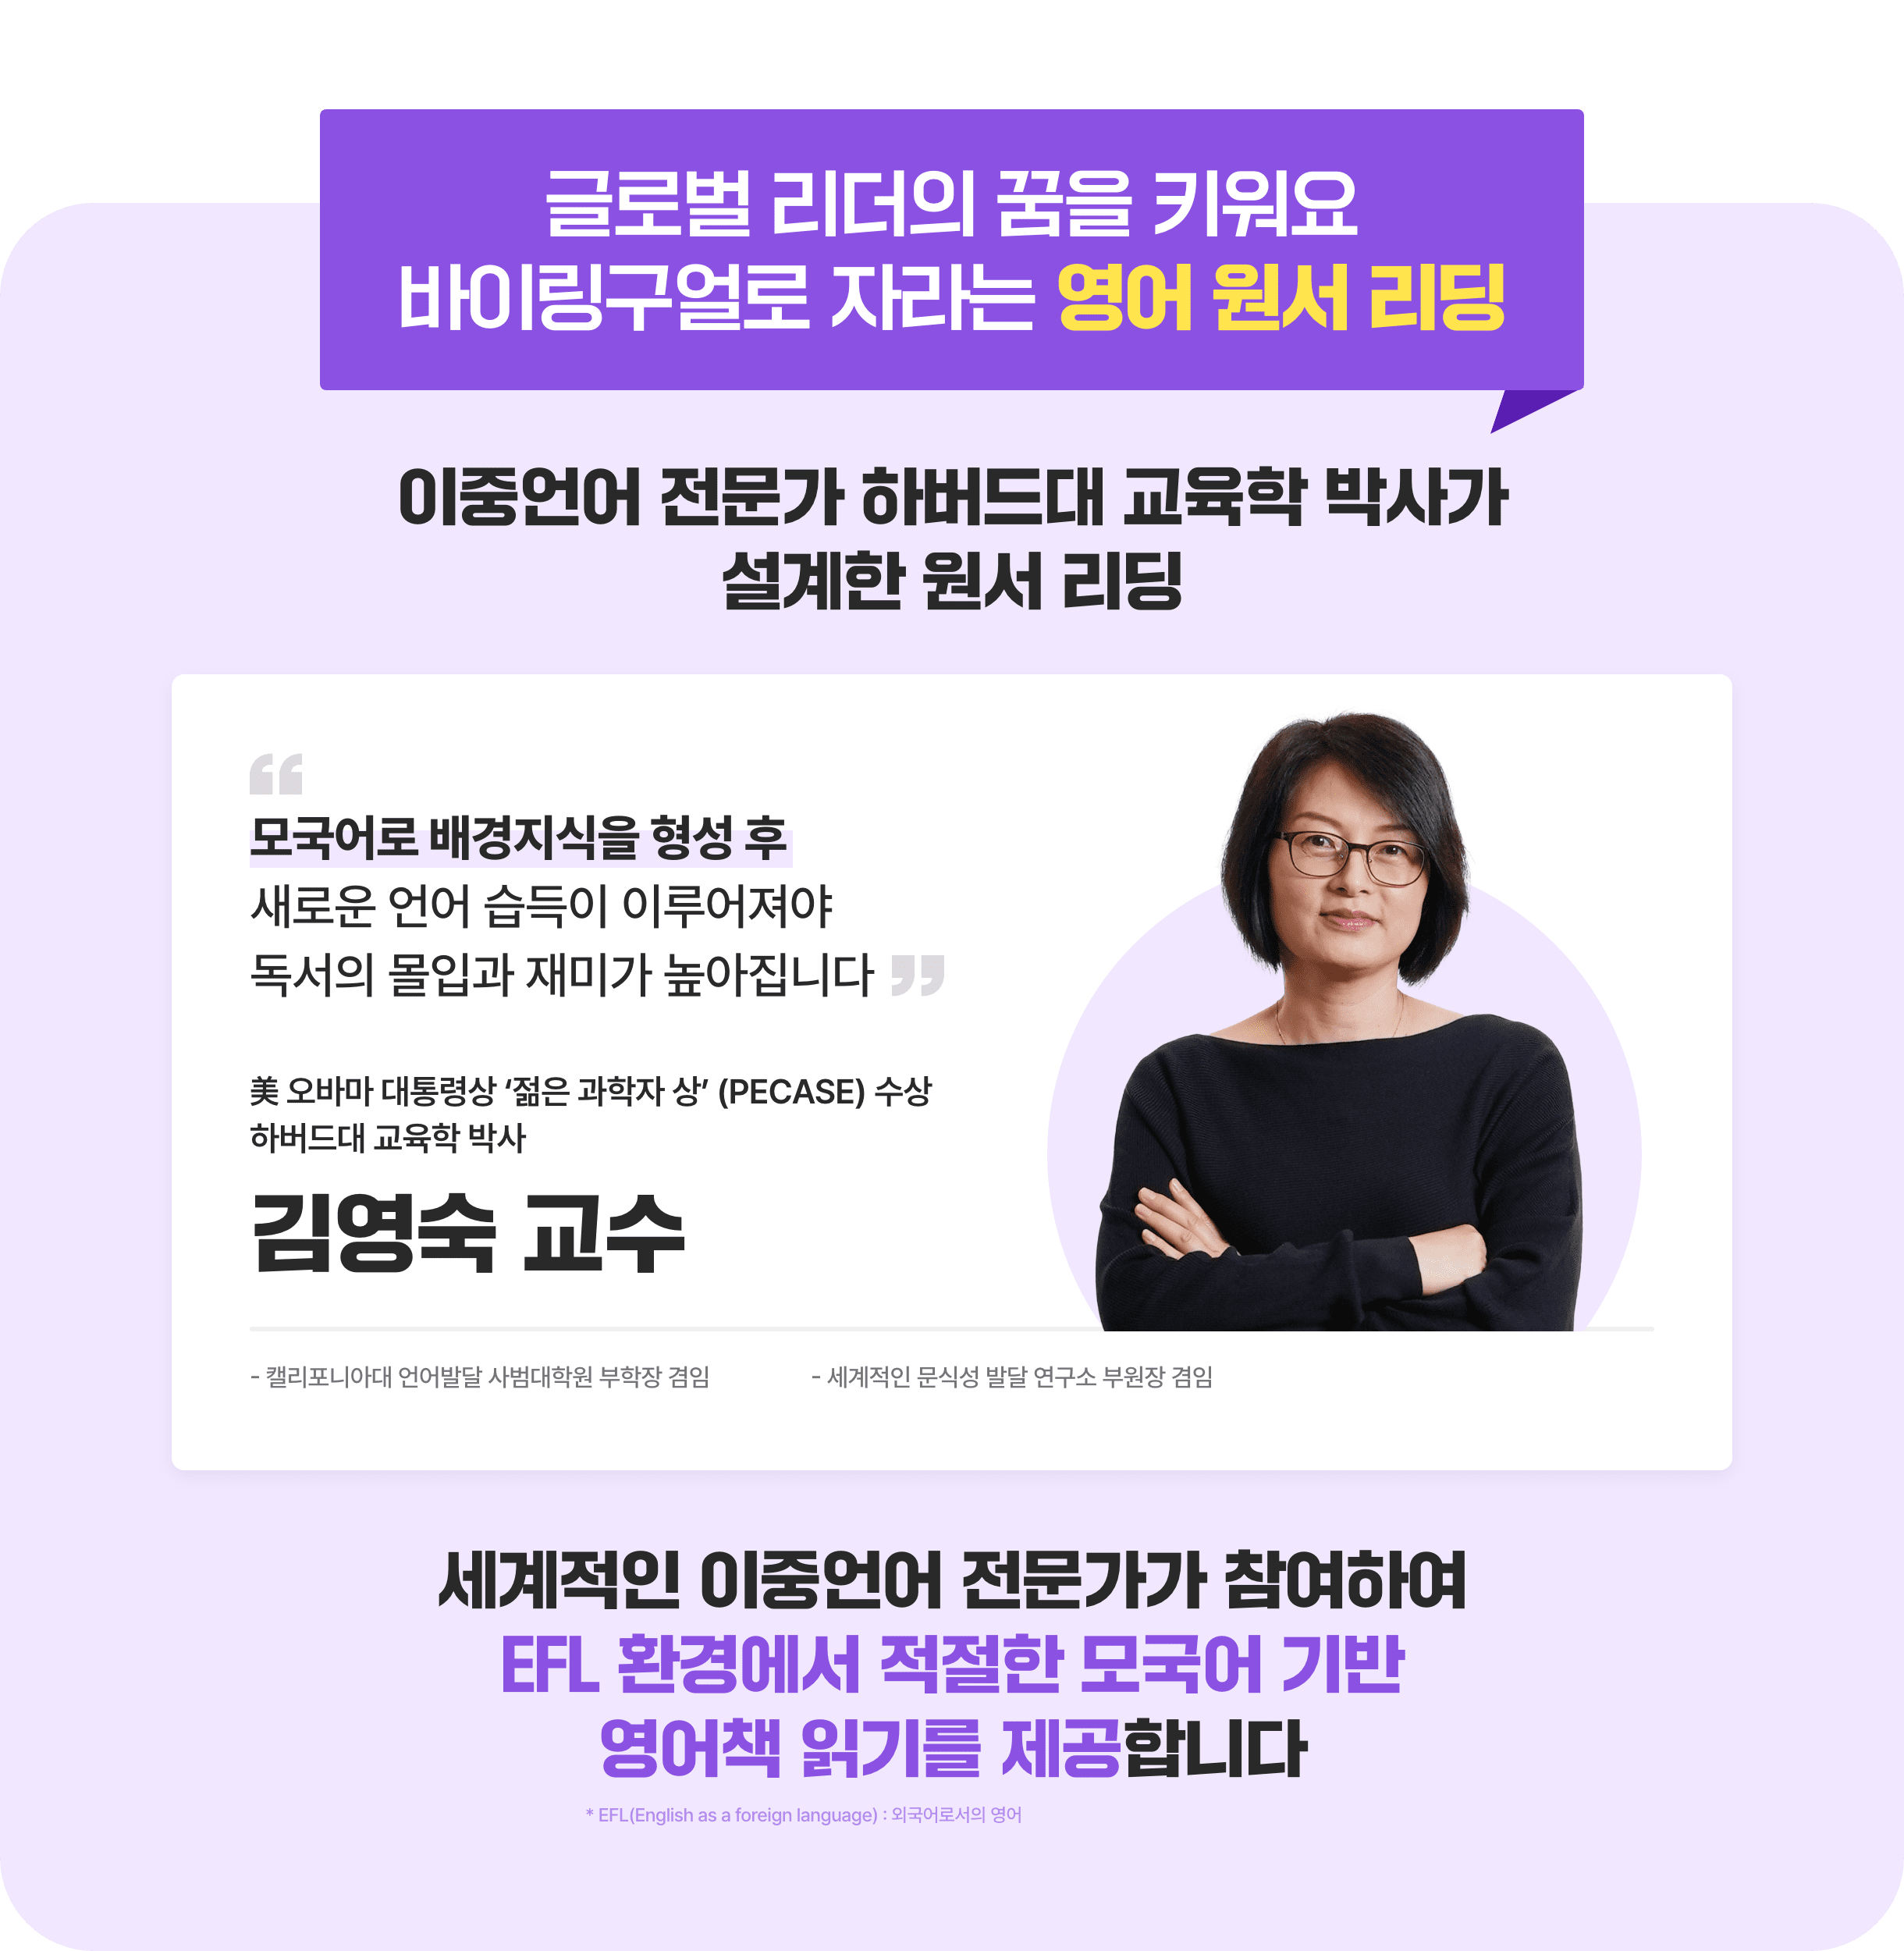 글로벌 리더의 꿈을 키워요
바이링구얼로 자라는 영어 원서 리딩
이중언어 전문가 하버드대 교육학 박사가
설계한 원서 리딩
“
모국어로 배경지식을 형성 후
새로운 언어 습득이 이루어져야
독서의 몰입과 재미가 높아집니다 ”
美 오바마 대통령상 ‘젊은 과학자 상’ (PECASE) 수상
하버드대 교육학 박사
김영숙 교수
- 캘리포니아대 언어발달 사범대학원 부학장 겸임
- 세계적인 문식성 발달 연구소 부원장 겸임
세계적인 이중언어 전문가가 참여하여
EFL 환경에서 적절한 모국어 기반
영어책 읽기를 제공합니다
* EFL(English as a foreign language) : 외국어로서의 영어